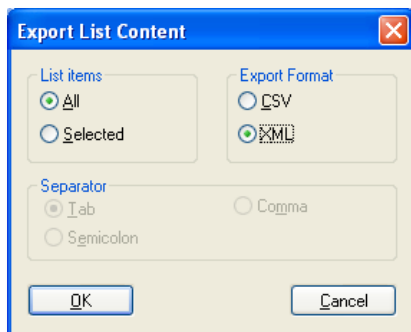 Export List Content
List items
All
Selected
Export Format
CSV
XML
Separator
Tab
Comma
Semicolon
OK
Cancel